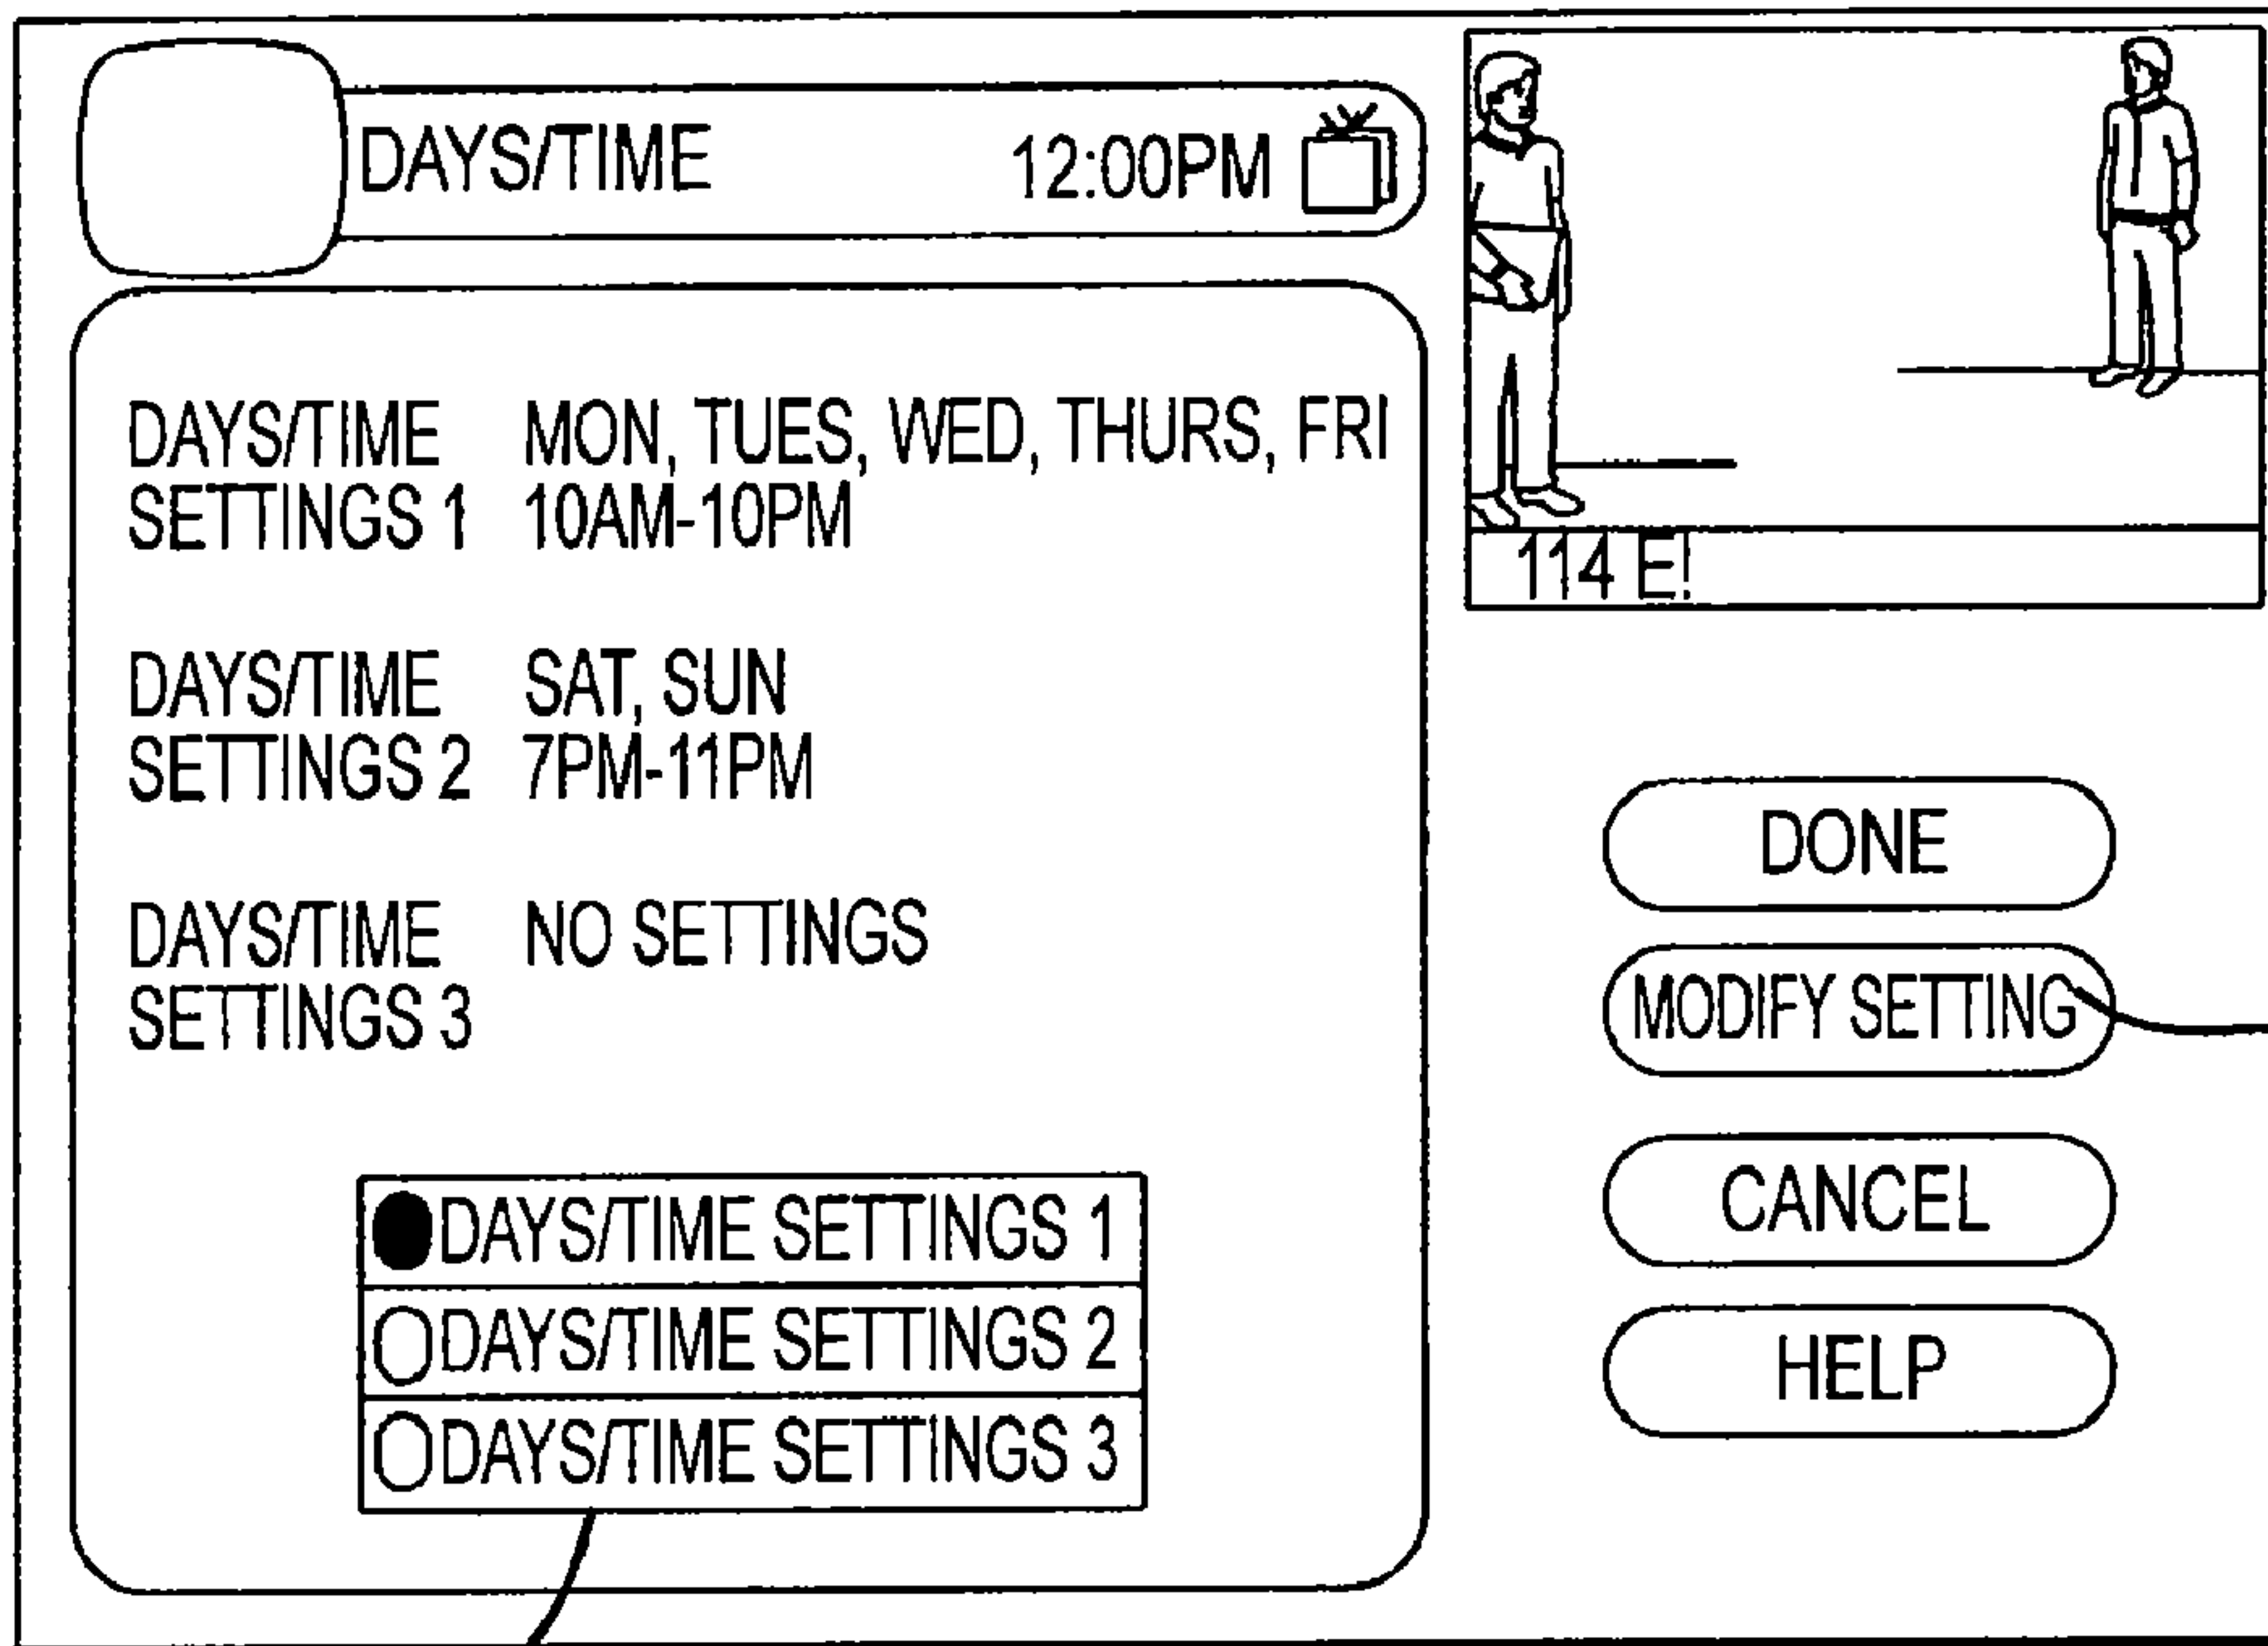 DAYS/TIME 12:00PM
DAYS/TIME MON, TUES, WED, THURS, FRI
SETTINGS 1 10AM-10PM
DAYS/TIME SAT, SUN
SETTINGS 2 7PM-11PM
DAYS/TIME NO SETTINGS
SETTINGS 3
DAYS/TIME SETTINGS 1
DAYS/TIME SETTINGS 2
DAYS/TIME SETTINGS 3
114 E!
DONE
MODIFY SETTING
CANCEL
HELP